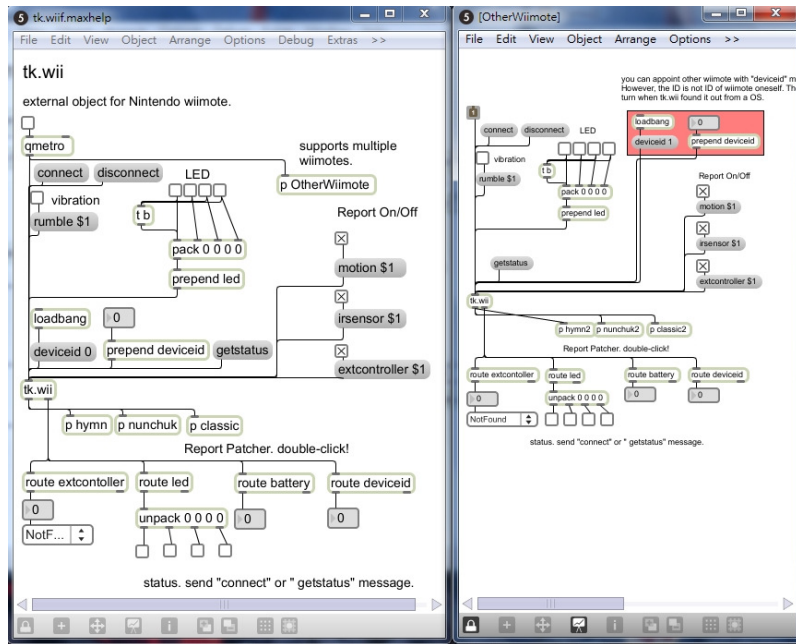 tk.wiif.maxhelp
File Edit View Object Arrange Options Debug Extras >>
tk.wii
external object for Nintendo wiimote.
qmetro
supports multiple
wiimotes.
connect disconnect LED
p OtherWiimote
vibration
rumble $1
t b
Report On/Off
pack 0 0 0 0
motion $1
prepend led
loadbang 0
irsensor $1
deviceid 0 prepend deviceid getstatus
extcontroller $1
tk.wii
p hymn p nunchuk p classic
Report Patcher. double-click!
route extcontoller route led route battery route deviceid
0
unpack 0 0 0 0 0 0
NotF...
status. send "connect" or " getstatus" message.
[OtherWiimote]
File Edit View Object Arrange Options >>
you can appoint other wiimote with "deviceid" m
However, the ID is not ID of wiimote oneself. Th
turn when tk.wii found it out from a OS.
1
loadbang 0
connect disconnect LED
deviceid 1 prepend deviceid
vibration
t b
rumble $1
Report On/Off
pack 0 0 0 0
motion $1
prepend led
irsensor $1
getstatus
extcontroller $1
tk.wii
p hymn2 p nunchuk2 p classic2
Report Patcher. double-click!
route extcontoller route led route battery route deviceid
0 unpack 0 0 0 0 0 0
NotFound
status. send "connect" or " getstatus" message.